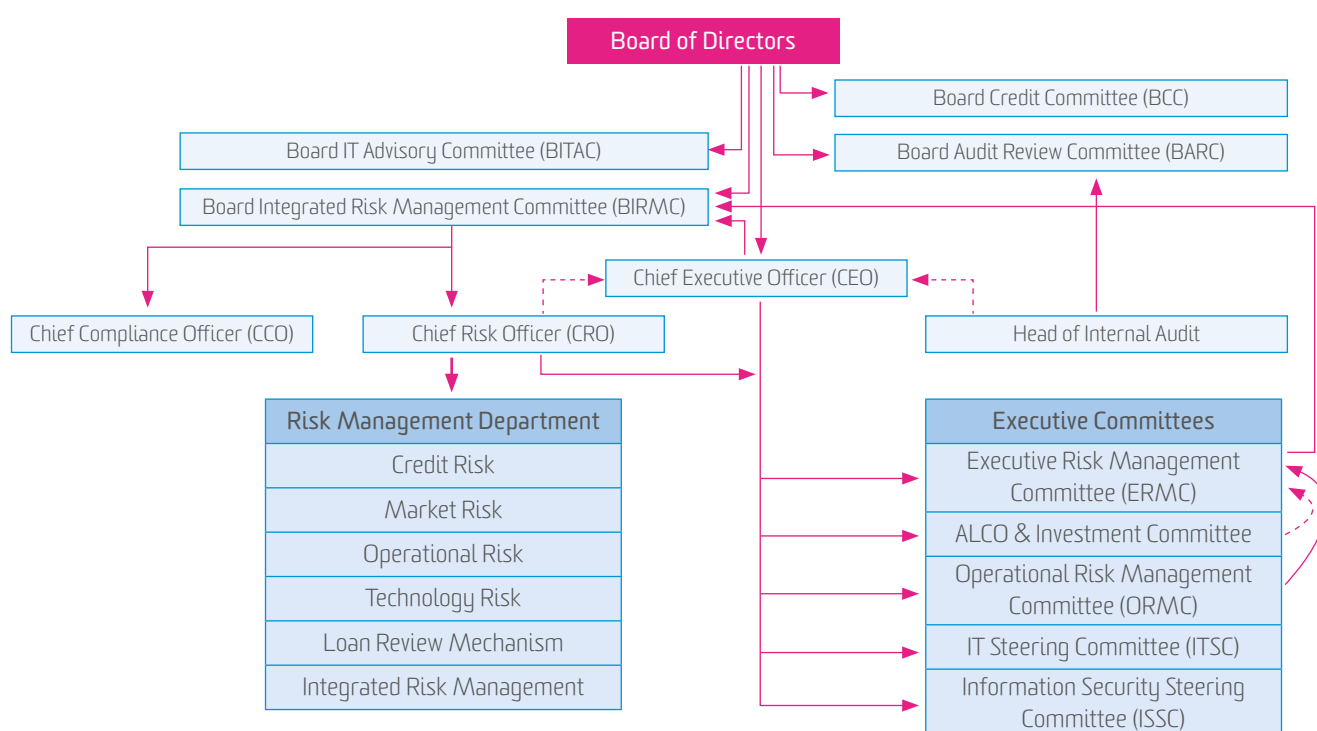 Board of Directors
Board Credit Committee (BCC)
Board IT Advisory Committee (BITAC)
Board Audit Review Committee (BARC)
Board Integrated Risk Management Committee (BIRMC)
Chief Executive Officer (CEO)
Chief Compliance Officer (CCO)
Chief Risk Officer (CRO)
Head of Internal Audit
Risk Management Department
Credit Risk
Market Risk
Operational Risk
Technology Risk
Loan Review Mechanism
Integrated Risk Management
Executive Committees
Executive Risk Management
Committee (ERMC)
ALCO & Investment Committee
Operational Risk Management
Committee (ORMC)
IT Steering Committee (ITSC)
Information Security Steering
Committee (ISSC)